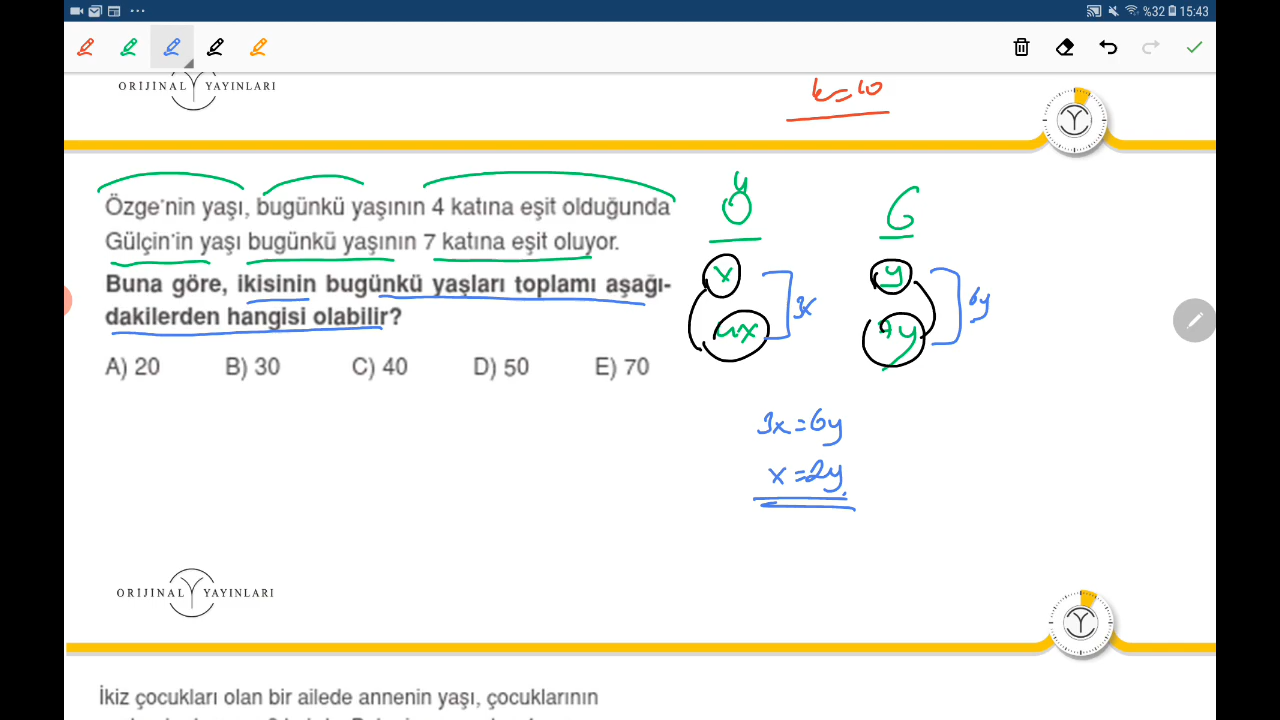 %32 15:43
ORIJINAL YAYINLARI
k=10
Özge'nin yaşı, bugünkü yaşının 4 katına eşit olduğunda
Gülçin'in yaşı bugünkü yaşının 7 katına eşit oluyor.
Buna göre, ikisinin bugünkü yaşları toplamı aşağı-
dakilerden hangisi olabilir?
A) 20 B) 30 C) 40 D) 50 E) 70
Ö G
x y
3x 6y
4x 7y
3x=6y
x=2y
ORIJINAL YAYINLARI
İkiz çocukları olan bir ailede annenin yaşı, çocuklarının